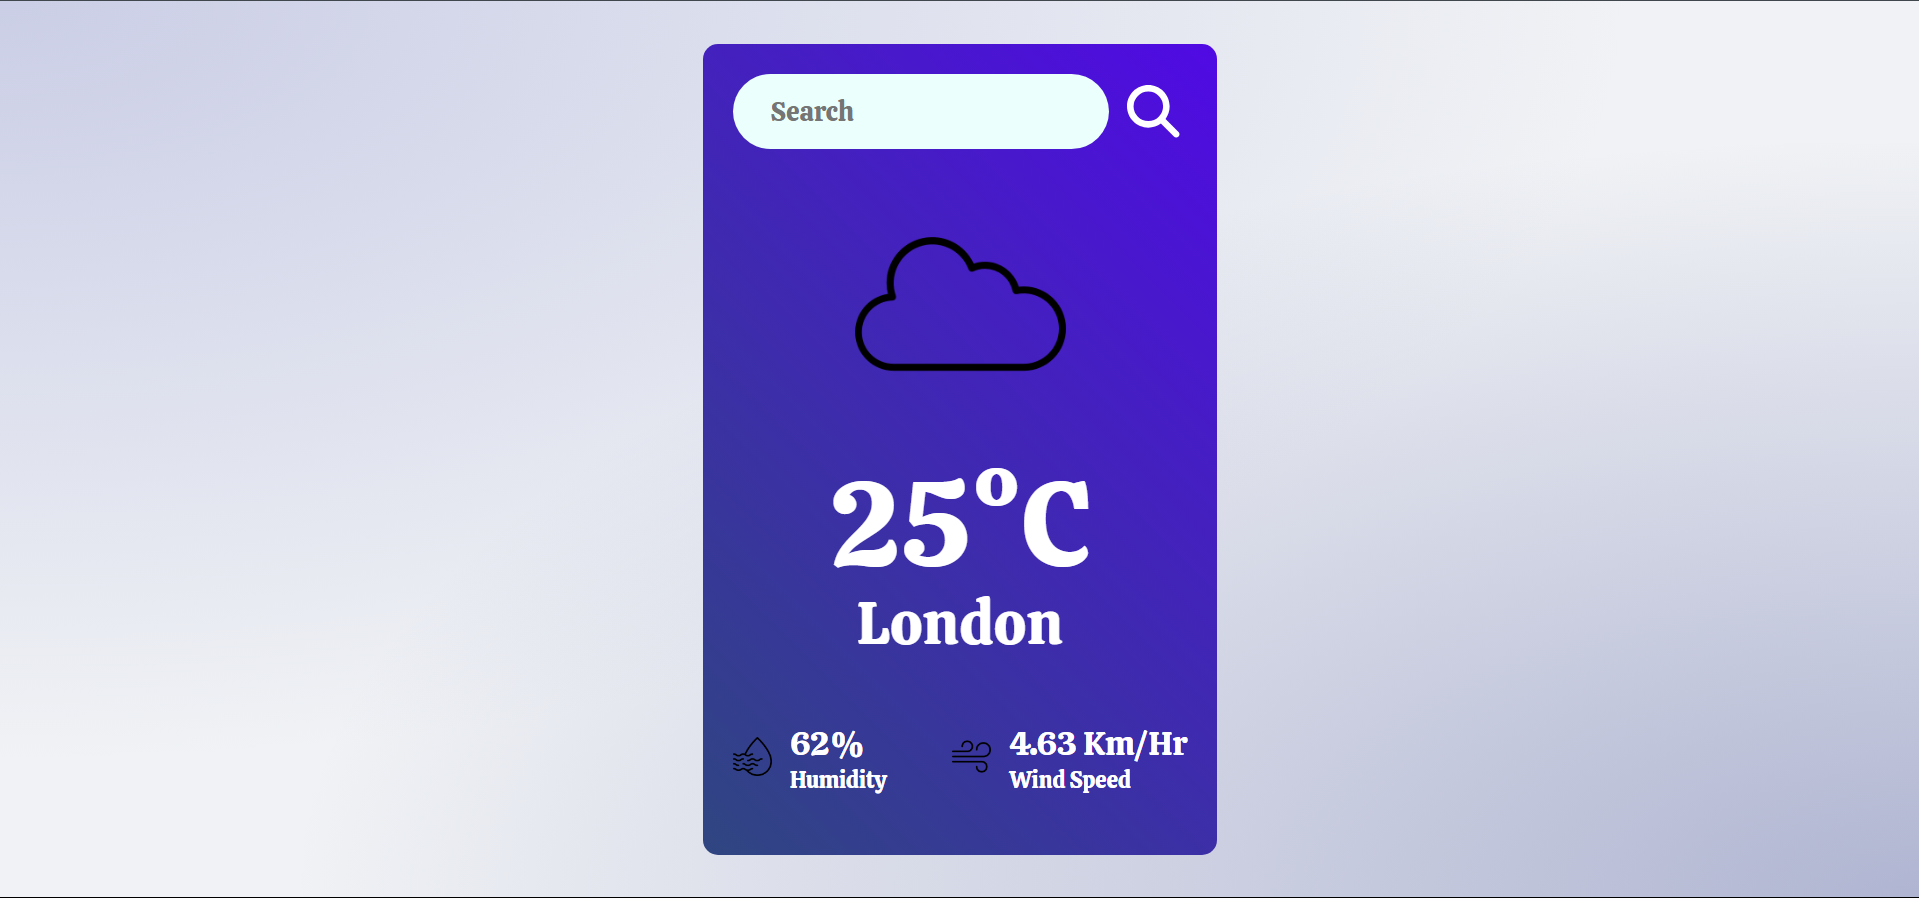 Search
25°C
London
62%
Humidity
4.63 Km/Hr
Wind Speed